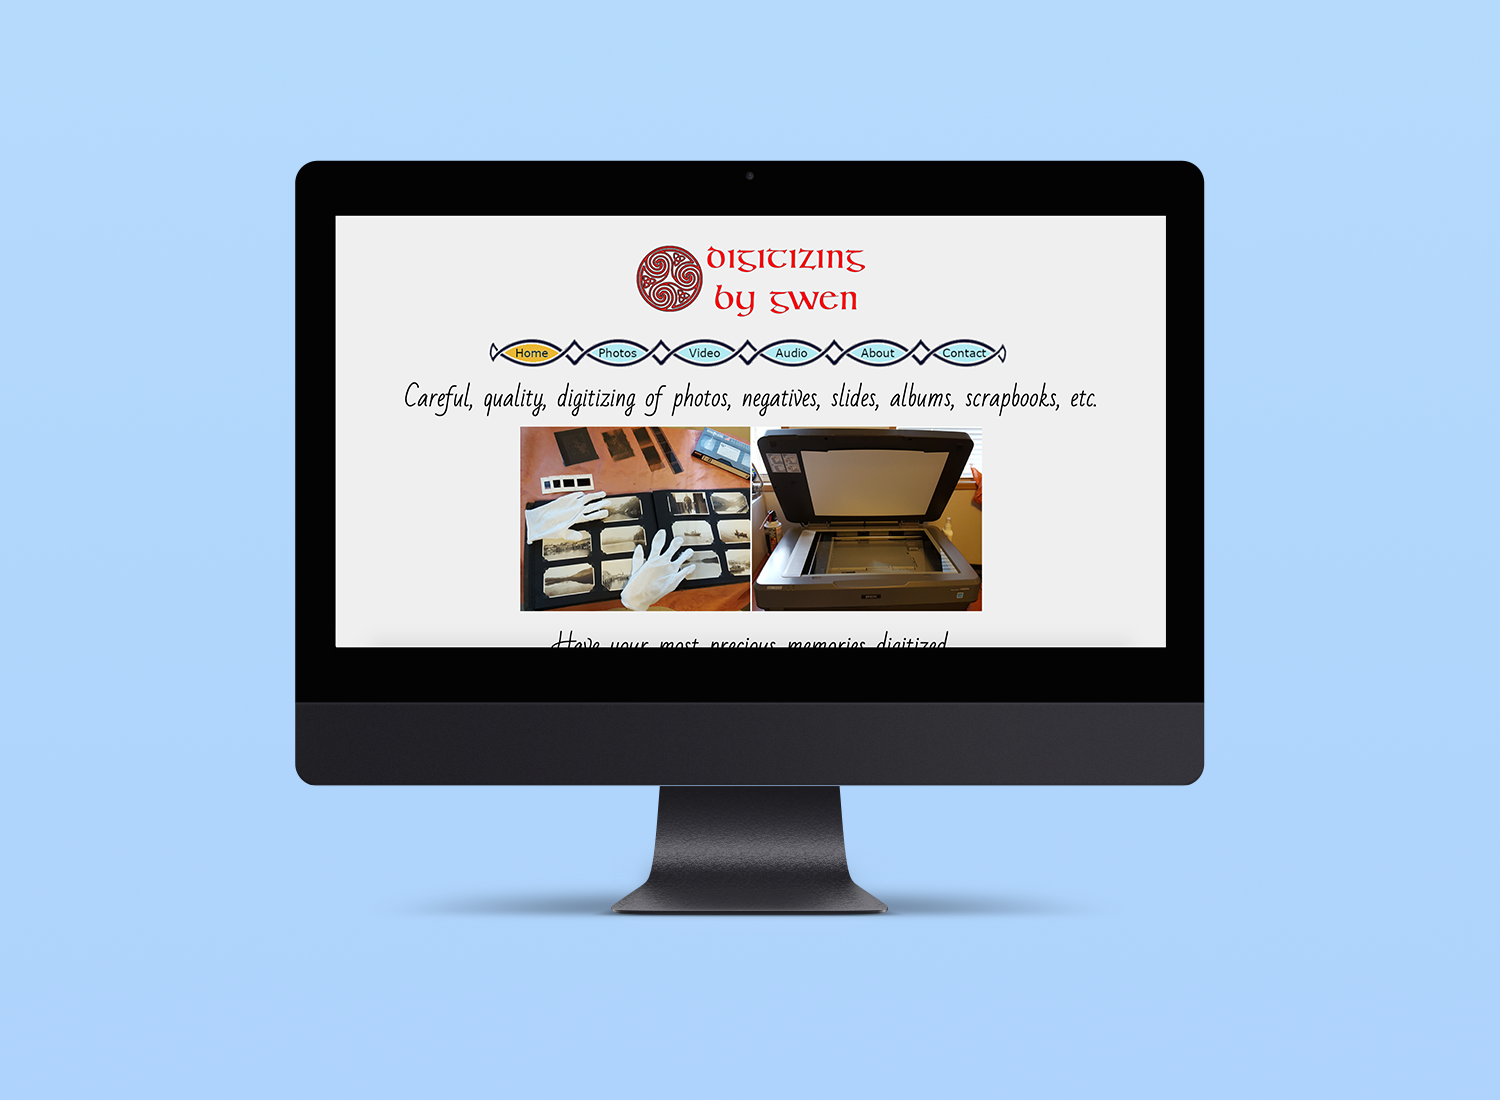 Digitizing
by Gwen
Home Photos Video Audio About Contact
Careful, quality, digitizing of photos, negatives, slides, albums, scrapbooks, etc.
EPSON
Have your most precious memories digitized